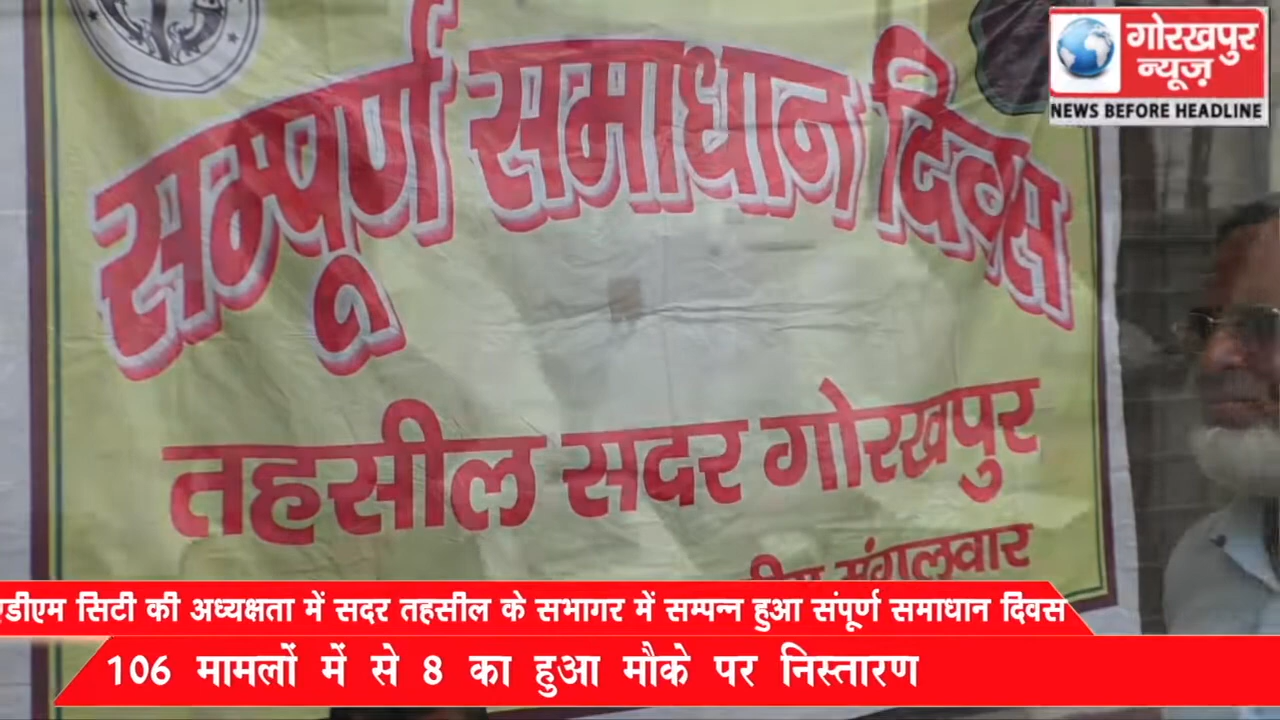 सम्पूर्ण समाधान दिवस
गोरखपुर
न्यूज़
NEWS BEFORE HEADLINE
तहसील सदर गोरखपुर
मंगलवार
एडीएम सिटी की अध्यक्षता में सदर तहसील के सभागर में सम्पन्न हुआ संपूर्ण समाधान दिवस
106 मामलों में से 8 का हुआ मौके पर निस्तारण